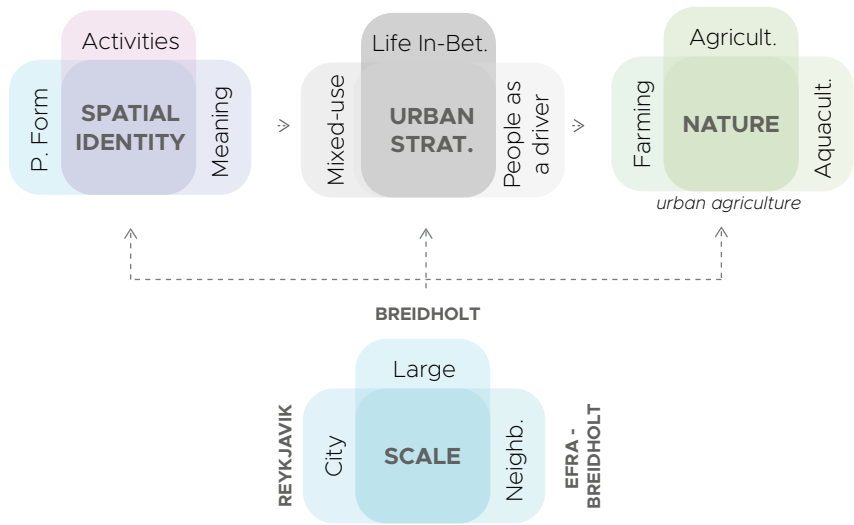 Activities
P. Form
SPATIAL
IDENTITY
Meaning
Life In-Bet.
Mixed-use
URBAN
STRAT.
People as
a driver
Agricult.
Farming
NATURE
Aquacult.
urban agriculture
BREIDHOLT
Large
REYKJAVIK
City
SCALE
Neighb.
EFRA -
BREIDHOLT